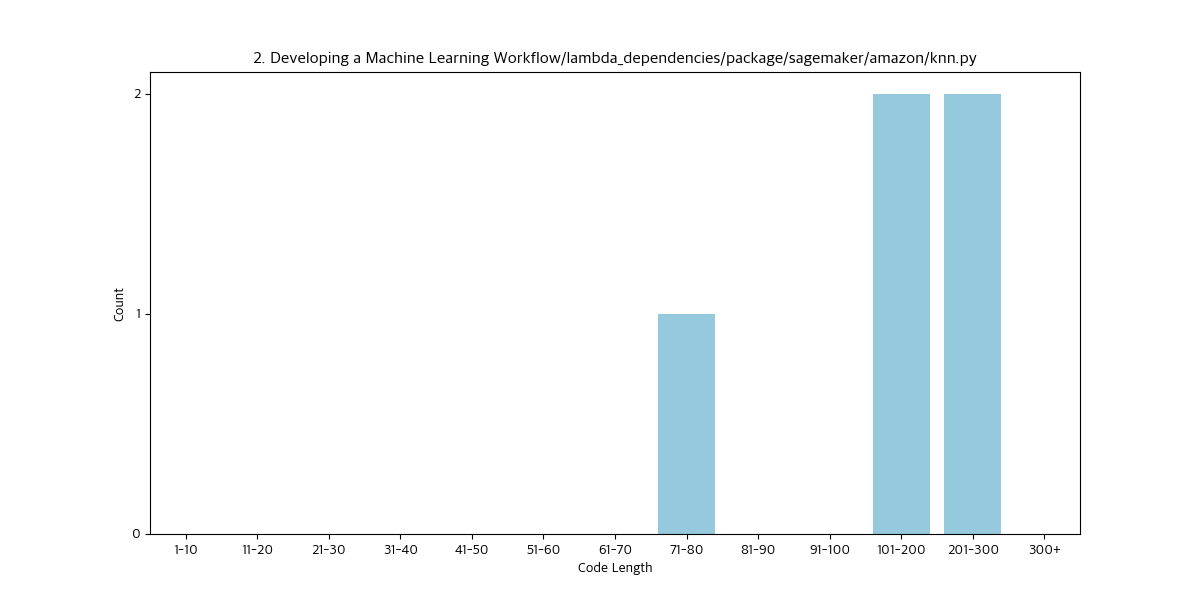 2. Developing a Machine Learning Workflow/lambda_dependencies/package/sagemaker/amazon/knn.py
2
1
0
Count
1-10 11-20 21-30 31-40 41-50 51-60 61-70 71-80 81-90 91-100 101-200 201-300 300+
Code Length